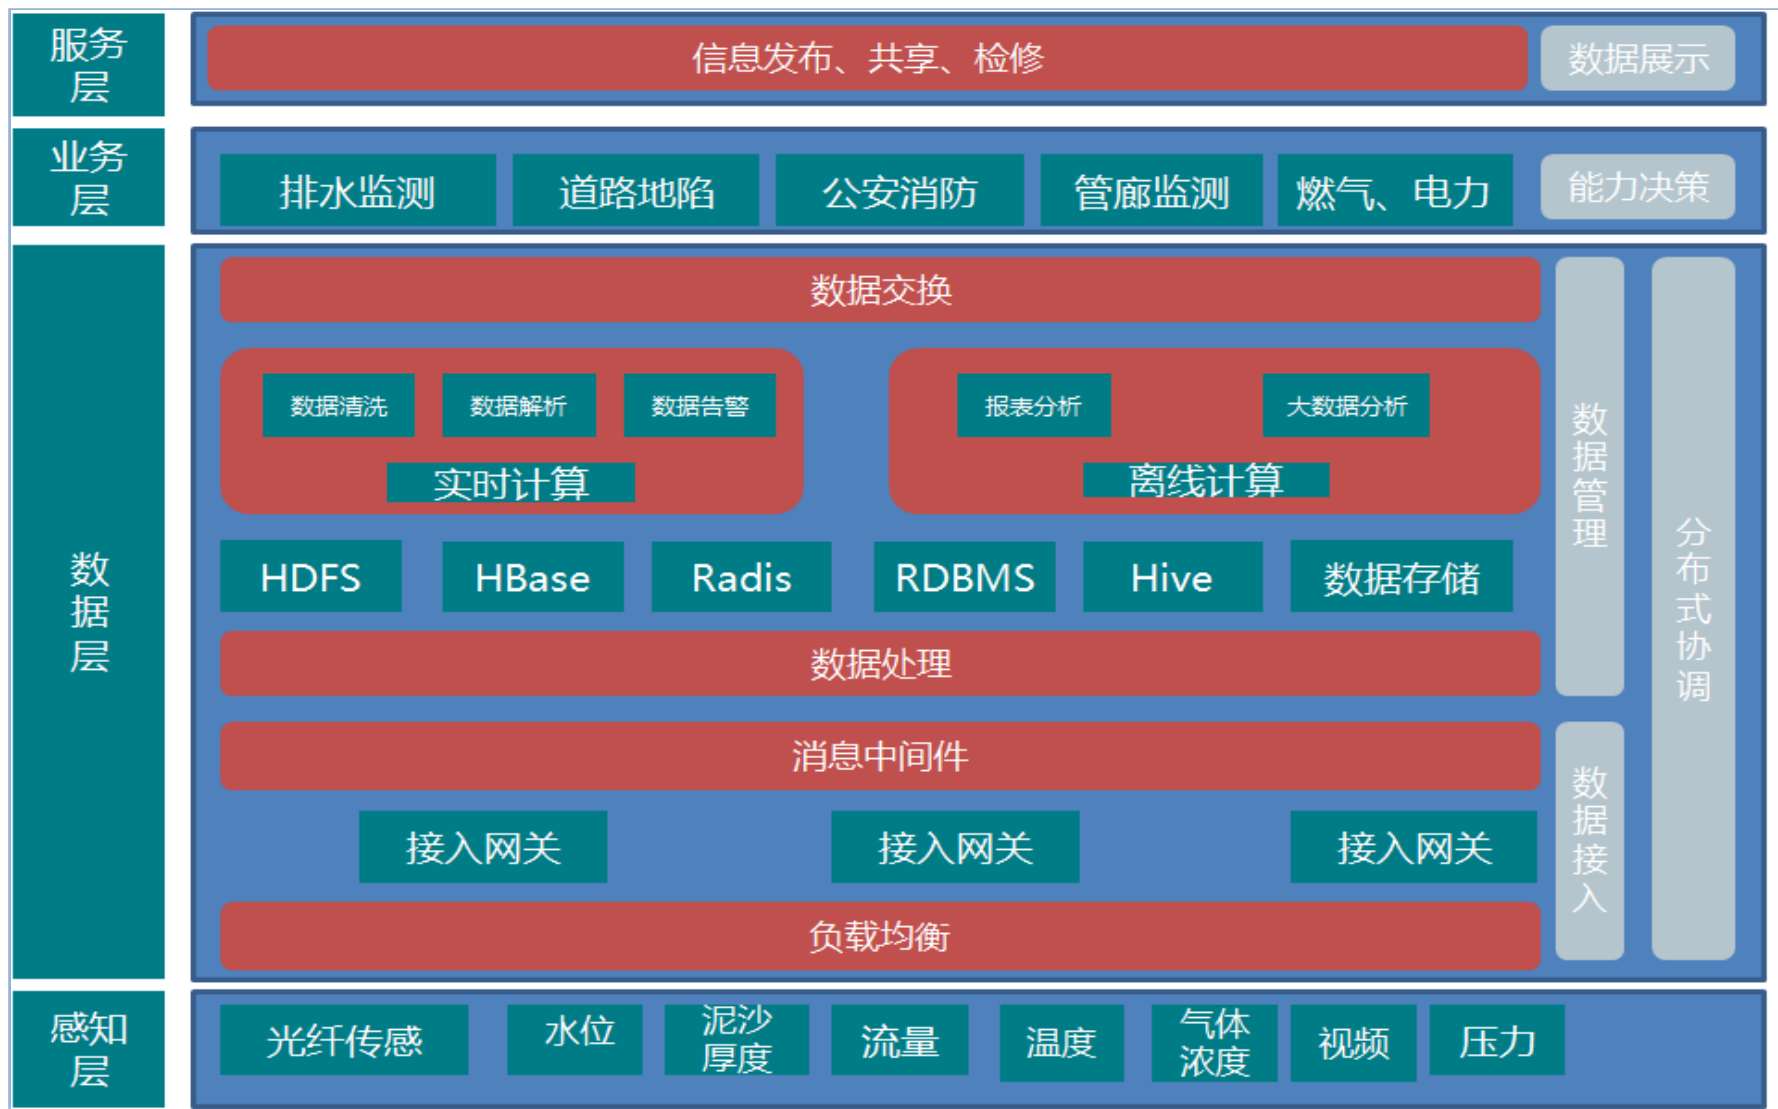 服务
层
信息发布、共享、检修
数据展示
业务
层
排水监测
道路地陷
公安消防
管廊监测
燃气、电力
能力决策
数
据
层
数据交换
数据清洗
数据解析
数据告警
实时计算
报表分析
大数据分析
离线计算
HDFS
HBase
Radis
RDBMS
Hive
数据存储
数据处理
数
据
管
理
消息中间件
接入网关
接入网关
接入网关
负载均衡
数
据
接
入
分
布
式
协
调
感知
层
光纤传感
水位
泥沙
厚度
流量
温度
气体
浓度
视频
压力